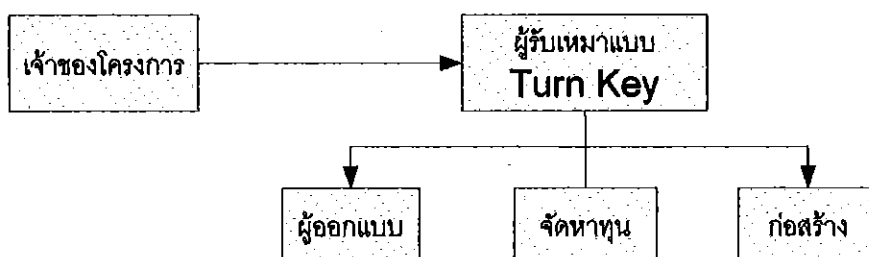 เจ้าของโครงการ
ผู้รับเหมาแบบ
Turn Key
ผู้ออกแบบ
จัดหาทุน
ก่อสร้าง